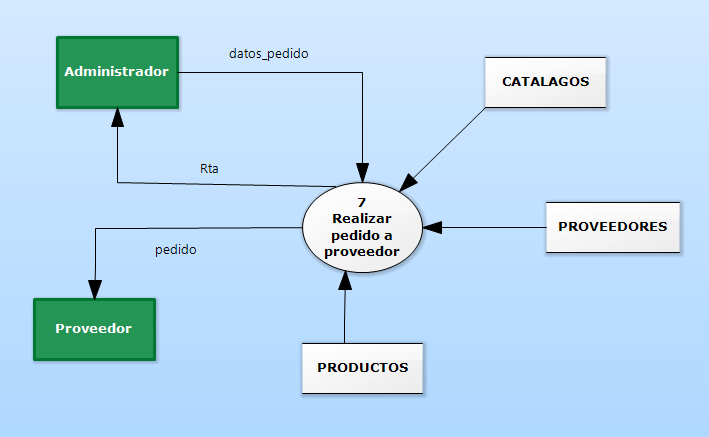 datos_pedido
Administrador
CATALAGOS
Rta
7
Realizar
pedido a
proveedor
PROVEEDORES
pedido
Proveedor
PRODUCTOS